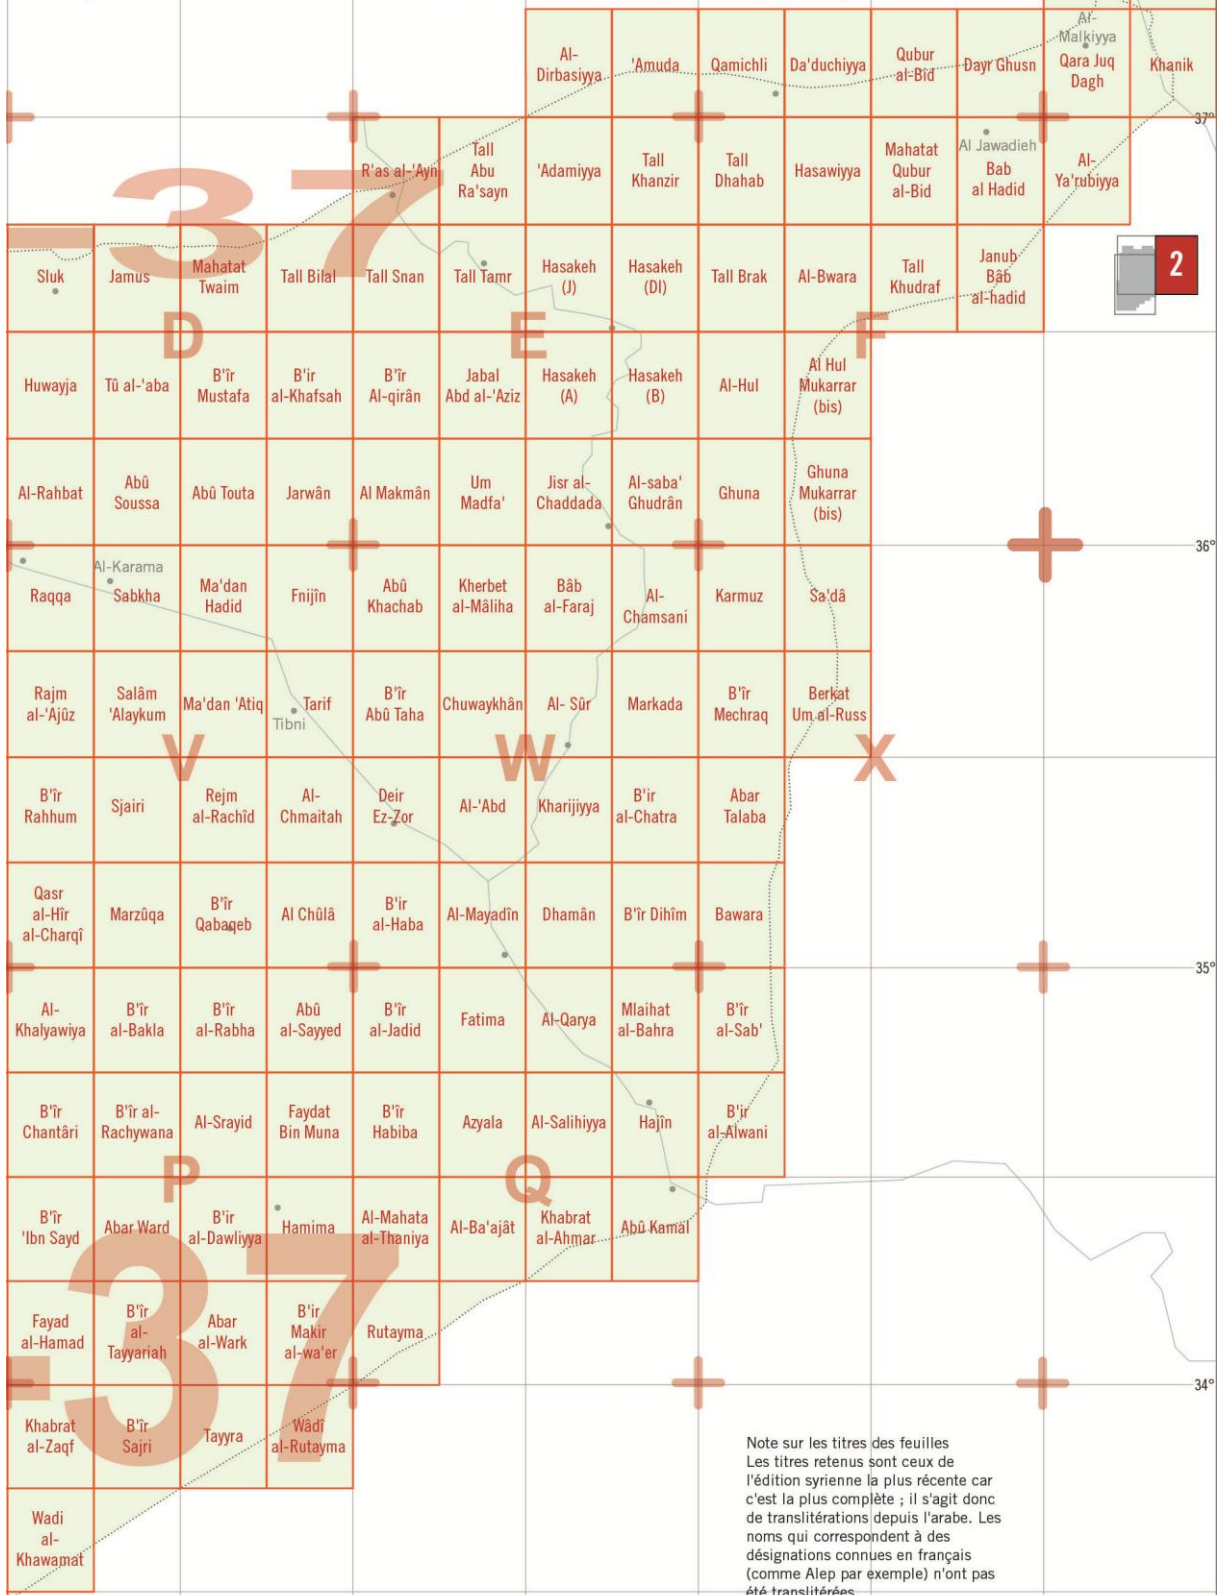 Al-
Malkiyya
Al-
Dirbasiyya
'Amuda
Qamichli
Da'duchiyya
Qubur
al-Bid
Dayr Ghusn
Qara Juq
Dagh
Khanik
37°
R'as al-'Ayn
Tall
Abu
Ra'sayn
'Adamiyya
Tall
Khanzir
Tall
Dhahab
Hasawiyya
Mahatat
Qubur
al-Bid
Al Jawadieh
Bab
al Hadid
Al-
Ya'rubiyya
-37
Sluk
Jamus
Mahatat
Twaim
Tall Bilal
Tall Snan
Tall Tamr
Hasakeh
(J)
Hasakeh
(DI)
Tall Brak
Al-Bwara
Tall
Khudraf
Janub
Bâb
al-hadid
2
D
E
F
Huwayja
Tû al-'aba
B'îr
Mustafa
B'ir
al-Khafsah
B'îr
Al-qirân
Jabal
Abd al-'Aziz
Hasakeh
(A)
Hasakeh
(B)
Al-Hul
Al Hul
Mukarrar
(bis)
Al-Rahbat
Abû
Soussa
Abû Touta
Jarwân
Al Makmân
Um
Madfa'
Jisr al-
Chaddada
Al-saba'
Ghudrân
Ghuna
Ghuna
Mukarrar
(bis)
36°
Raqqa
Al-Karama
Sabkha
Ma'dan
Hadid
Fnijîn
Abû
Khachab
Kherbet
al-Mâliha
Bâb
al-Faraj
Al-
Chamsani
Karmuz
Sa'dâ
Rajm
al-'Ajûz
Salâm
'Alaykum
Ma'dan 'Atiq
Tarif
Tibni
B'îr
Abû Taha
Chuwaykhân
Al- Sûr
Markada
B'îr
Mechraq
Berkat
Um al-Russ
V
W
X
B'îr
Rahhum
Sjairi
Rejm
al-Rachîd
Al-
Chmaitah
Deir
Ez-Zor
Al-'Abd
Kharijiyya
B'ir
al-Chatra
Abar
Talaba
Qasr
al-Hîr
al-Charqî
Marzûqa
B'îr
Qabaqeb
Al Chûlâ
B'ir
al-Haba
Al-Mayadîn
Dhamân
B'îr Dihîm
Bawara
35°
Al-
Khalyawiya
B'îr
al-Bakla
B'îr
al-Rabha
Abû
al-Sayyed
B'îr
al-Jadid
Fatima
Al-Qarya
Mlaihat
al-Bahra
B'îr
al-Sab'
B'îr
Chantâri
B'îr al-
Rachywana
Al-Srayid
Faydat
Bin Muna
B'îr
Habiba
Azyala
Al-Salihiyya
Hajîn
B'ir
al-Alwani
P
Q
B'îr
'Ibn Sayd
Abar Ward
B'ir
al-Dawliyya
Hamima
Al-Mahata
al-Thaniya
Al-Ba'ajât
Khabrat
al-Ahmar
Abû Kamal
-37
Fayad
al-Hamad
B'îr
al-
Tayyariah
Abar
al-Wark
B'ir
Makir
al-wa'er
Rutayma
34°
Khabrat
al-Zaqf
B'îr
Sajri
Tayyra
Wâdî
al-Rutayma
Wadi
al-
Khawamat
Note sur les titres des feuilles
Les titres retenus sont ceux de
l'édition syrienne la plus récente car
c'est la plus complète ; il s'agit donc
de translitérations depuis l'arabe. Les
noms qui correspondent à des
désignations connues en français
(comme Alep par exemple) n'ont pas
été translitérées